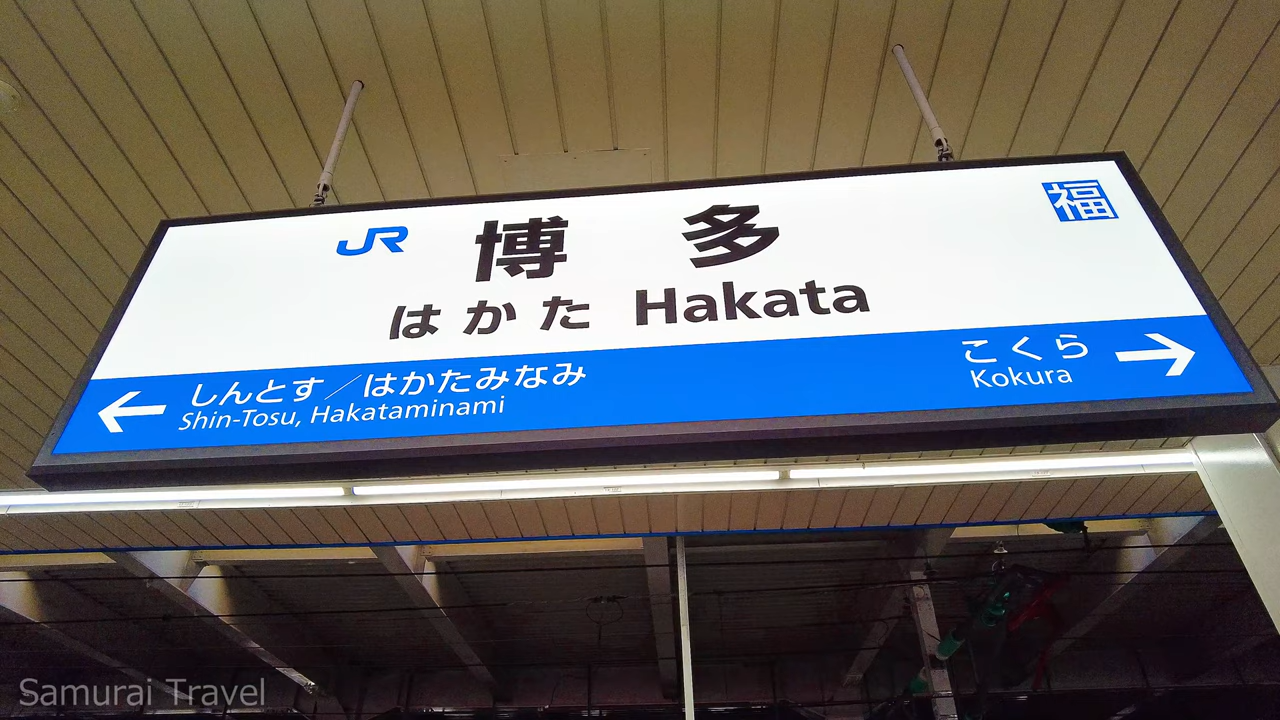 福
JR 博多
はかた Hakata
← しんとす／はかたみなみ
Shin-Tosu, Hakataminami
こくら →
Kokura
Samurai Travel